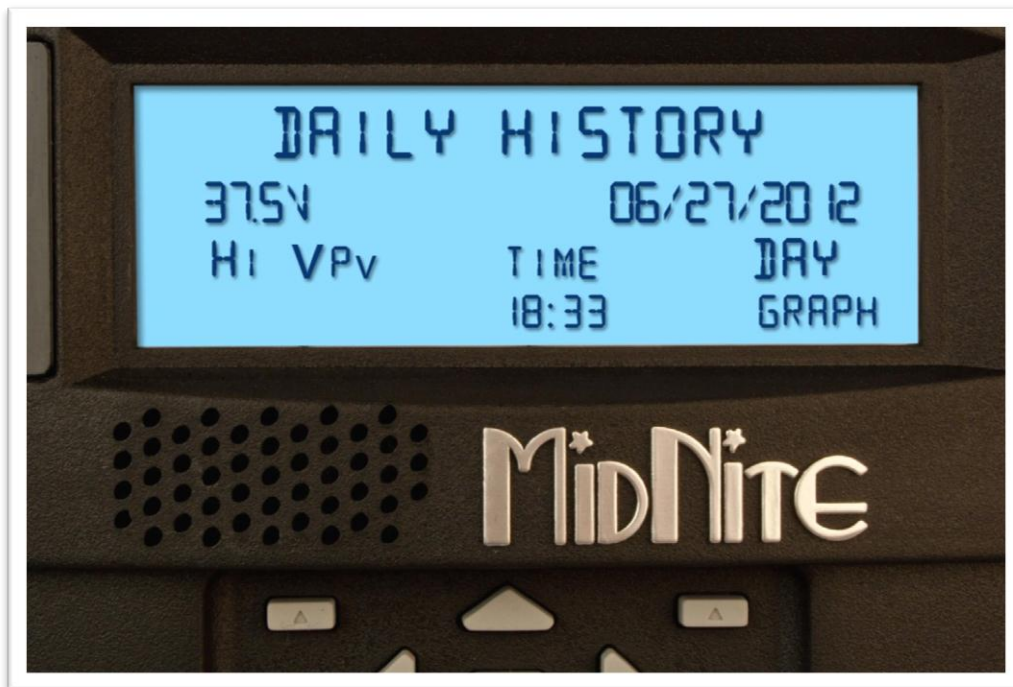 DAILY HISTORY
37.5V 06/27/2012
HI VPV TIME DAY
18:33 GRAPH
MIDNITE